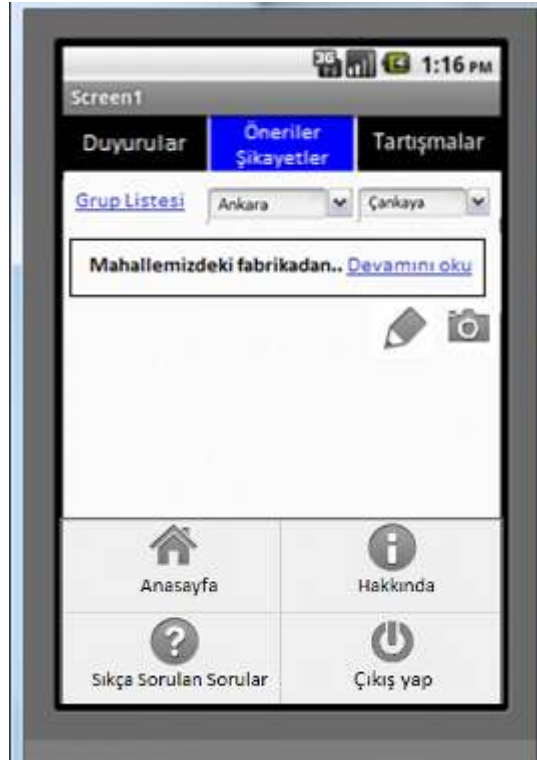 3G 1:16 PM
Screen1
Duyurular
Öneriler
Şikayetler
Tartışmalar
Grup Listesi Ankara Çankaya
Mahallemizdeki fabrikadan.. Devamını oku
Anasayfa Hakkında
Sıkça Sorulan Sorular Çıkış yap